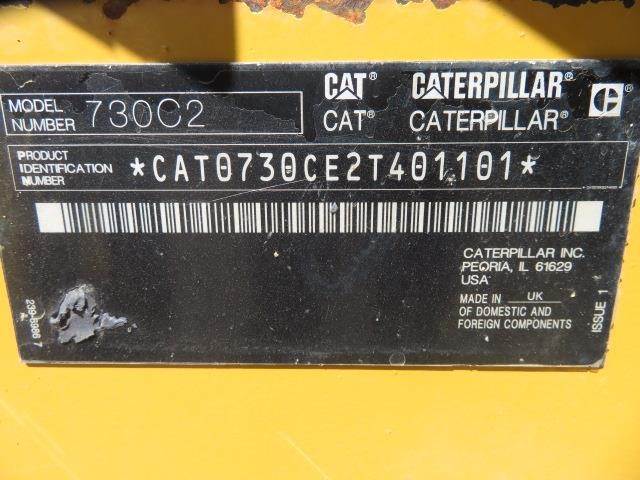 CAT® CATERPILLAR®
CAT® CATERPILLAR®
MODEL NUMBER 730C2
PRODUCT IDENTIFICATION NUMBER *CAT0730CE2T401101*
CATERPILLAR INC.
PEORIA, IL 61629
USA
MADE IN UK
OF DOMESTIC AND
FOREIGN COMPONENTS
ISSUE 1